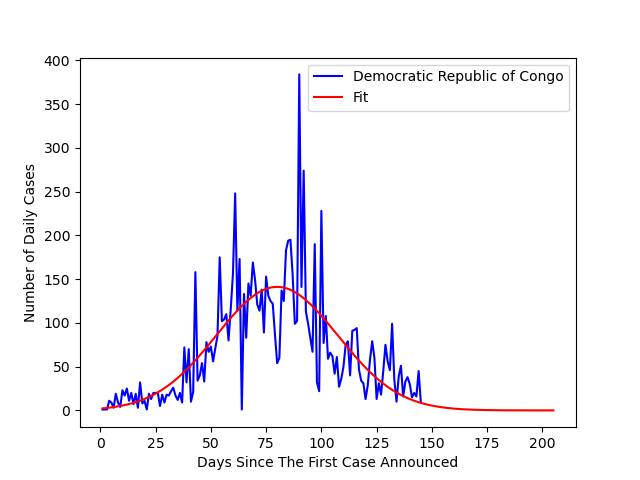 400
350
300
250
200
150
100
50
0
Number of Daily Cases
Democratic Republic of Congo
Fit
0 25 50 75 100 125 150 175 200
Days Since The First Case Announced